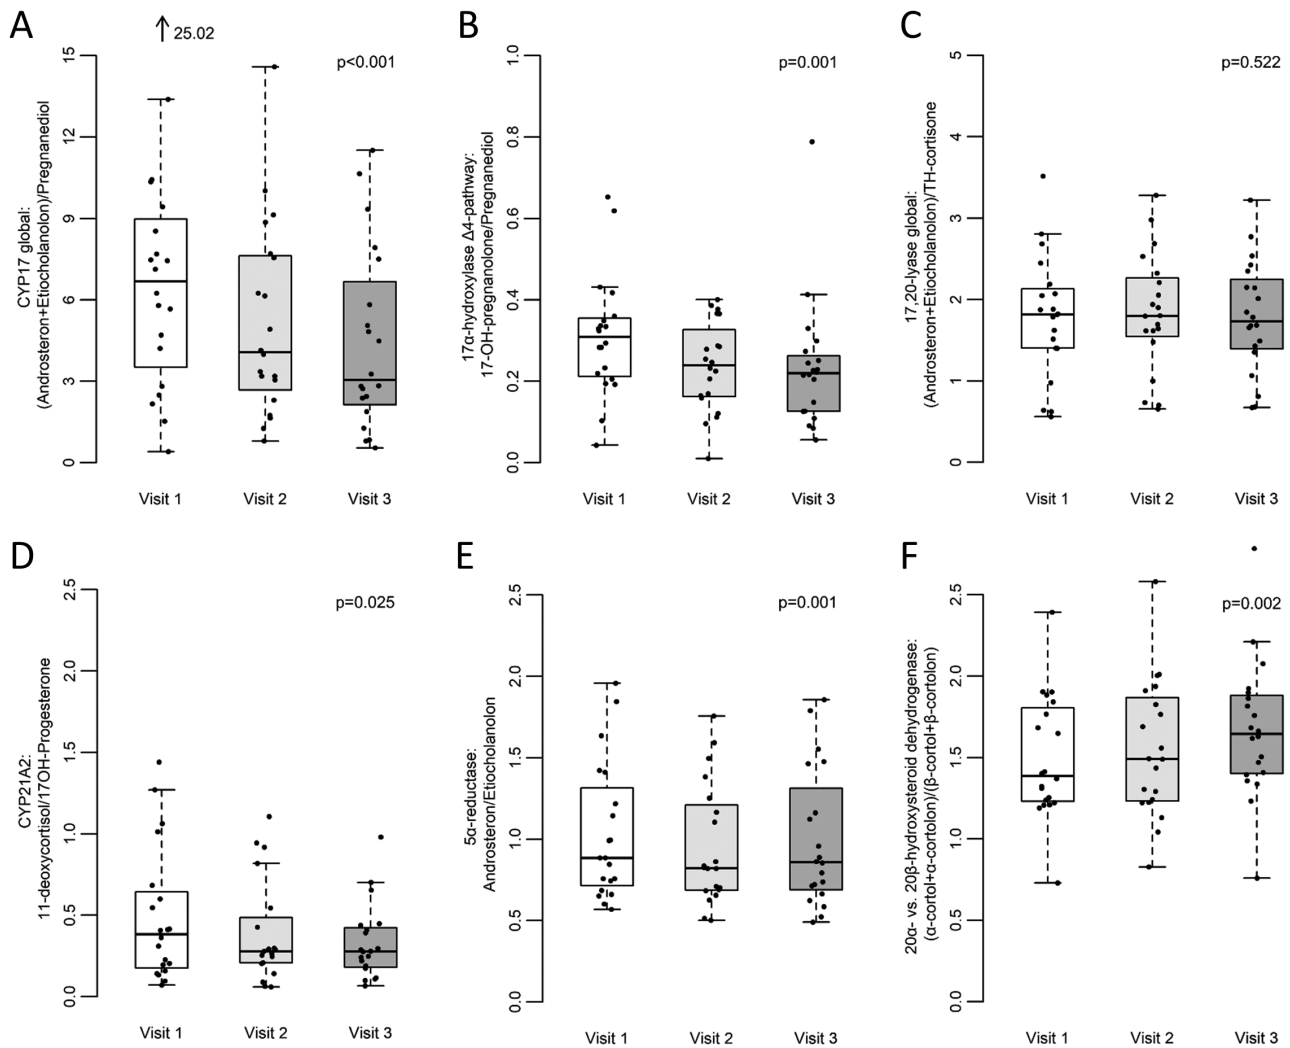 A
↑ 25.02
CYP17 global:
(Androsteron+Etiocholanolon)/Pregnanediol
15
12
9
6
3
0
p<0.001
Visit 1
Visit 2
Visit 3
B
17α-hydroxylase Δ4-pathway:
17-OH-pregnanolone/Pregnanediol
1.0
0.8
0.6
0.4
0.2
0.0
p=0.001
Visit 1
Visit 2
Visit 3
C
17,20-lyase global:
(Androsteron+Etiocholanolon)/TH-cortisone
5
4
3
2
1
0
p=0.522
Visit 1
Visit 2
Visit 3
D
CYP21A2:
11-deoxycortisol/17OH-Progesterone
2.5
2.0
1.5
1.0
0.5
0.0
p=0.025
Visit 1
Visit 2
Visit 3
E
5α-reductase:
Androsteron/Etiocholanolon
2.5
2.0
1.5
1.0
0.5
0.0
p=0.001
Visit 1
Visit 2
Visit 3
F
20α- vs. 20β-hydroxysteroid dehydrogenase:
(α-cortol+α-cortolon)/(β-cortol+β-cortolon)
2.5
2.0
1.5
1.0
0.5
0.0
p=0.002
Visit 1
Visit 2
Visit 3